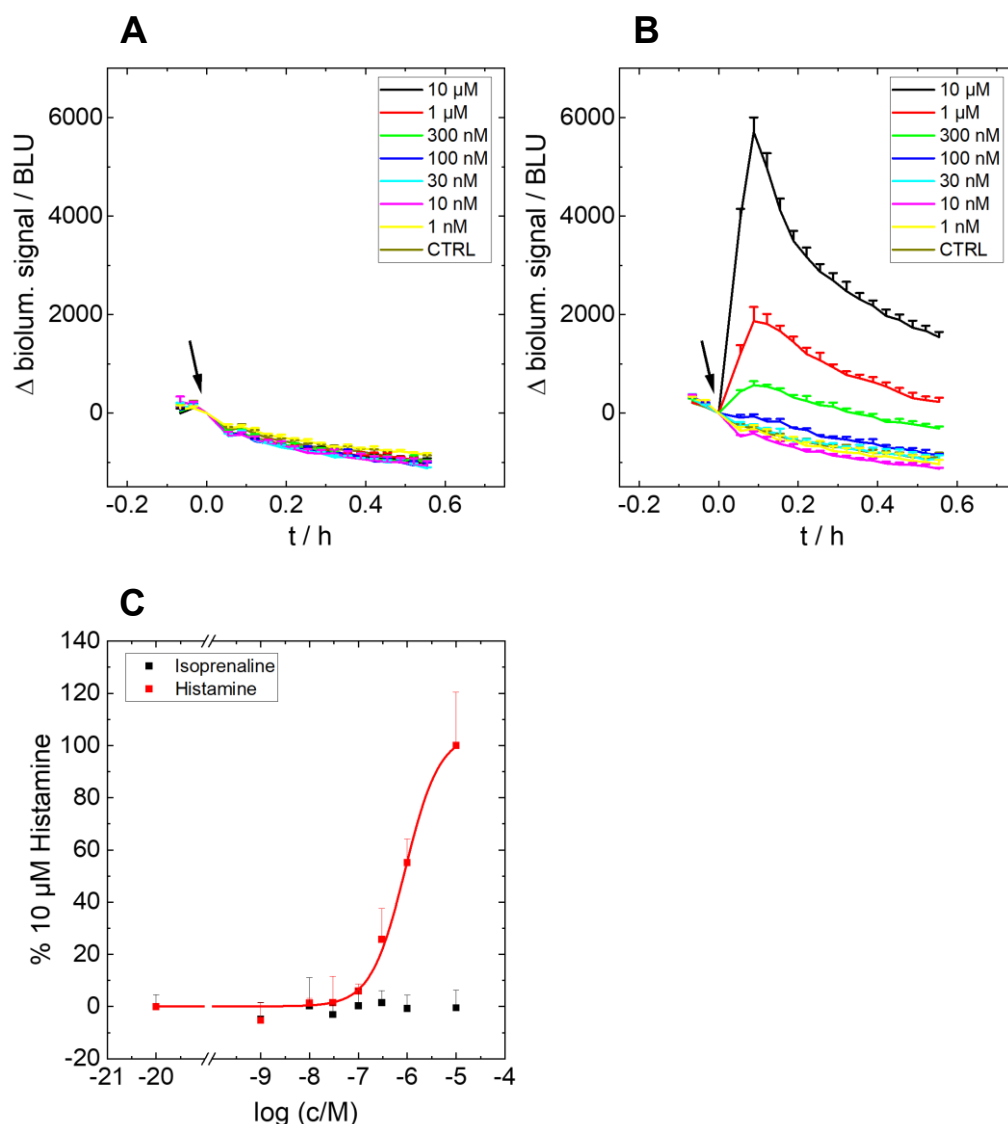 A
Δ biolum. signal / BLU
6000
4000
2000
0
10 µM
1 µM
300 nM
100 nM
30 nM
10 nM
1 nM
CTRL
-0.2 0.0 0.2 0.4 0.6
t / h
B
Δ biolum. signal / BLU
6000
4000
2000
0
10 µM
1 µM
300 nM
100 nM
30 nM
10 nM
1 nM
CTRL
-0.2 0.0 0.2 0.4 0.6
t / h
C
% 10 µM Histamine
140
120
100
80
60
40
20
0
-20
Isoprenaline
Histamine
-21 -20 -9 -8 -7 -6 -5 -4
log (c/M)